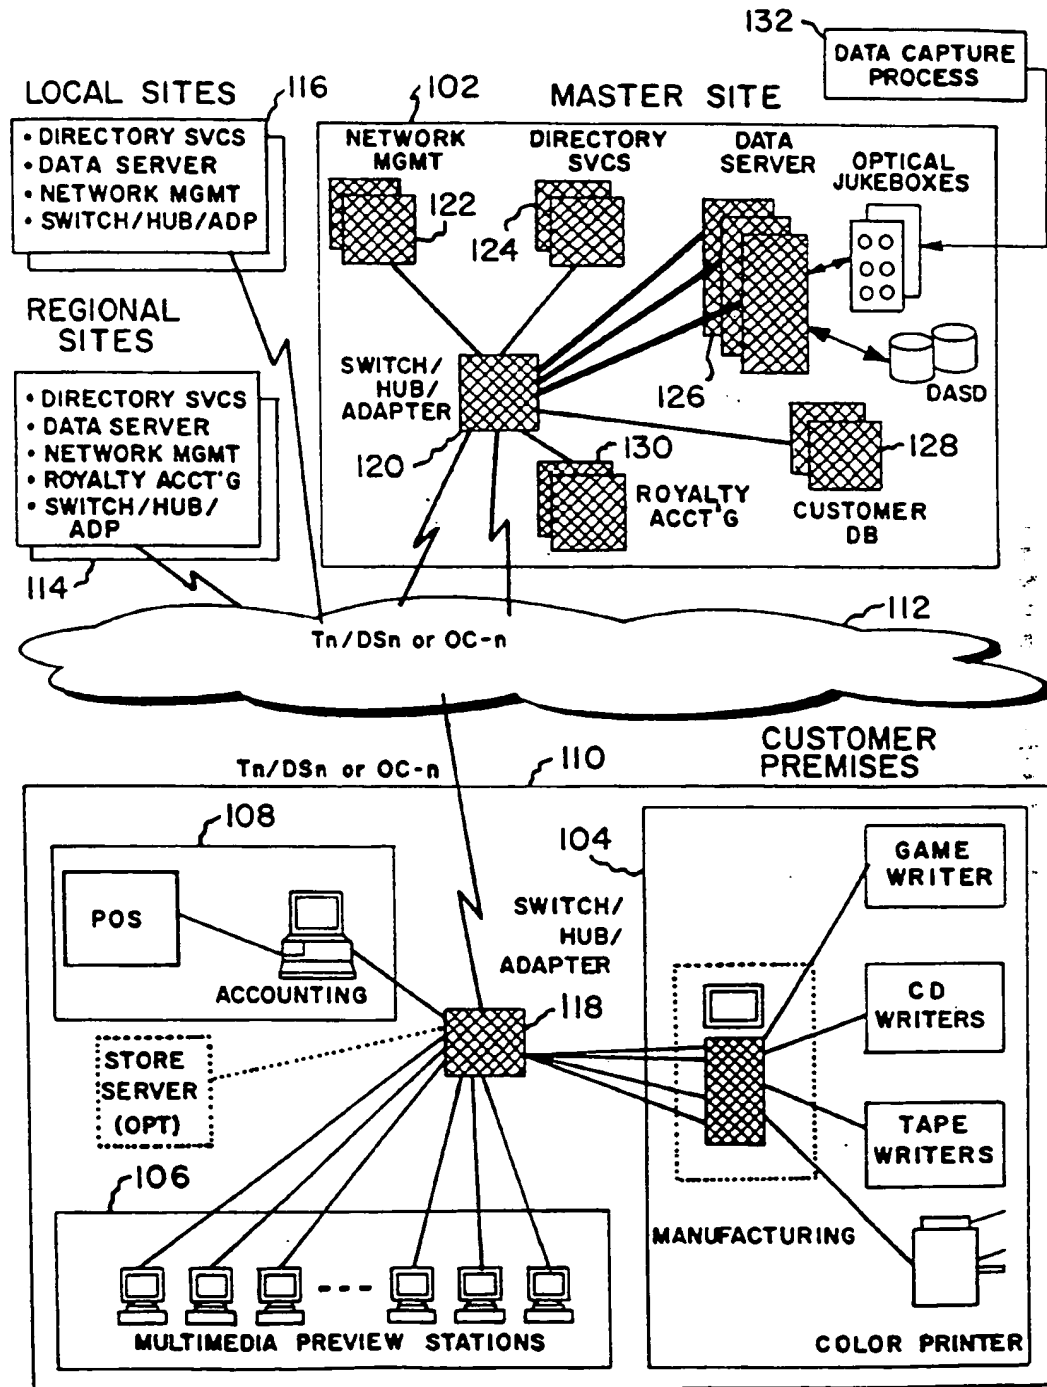 132
DATA CAPTURE
PROCESS
LOCAL SITES
116
• DIRECTORY SVCS
• DATA SERVER
• NETWORK MGMT
• SWITCH/HUB/ADP
REGIONAL
SITES
• DIRECTORY SVCS
• DATA SERVER
• NETWORK MGMT
• ROYALTY ACCT'G
• SWITCH/HUB/
ADP
114
102
MASTER SITE
NETWORK
MGMT
122
DIRECTORY
SVCS
124
DATA
SERVER
126
OPTICAL
JUKEBOXES
DASD
SWITCH/
HUB/
ADAPTER
120
130
ROYALTY
ACCT'G
128
CUSTOMER
DB
112
Tn/DSn or OC-n
Tn/DSn or OC-n
110
CUSTOMER
PREMISES
108
POS
ACCOUNTING
STORE
SERVER
(OPT)
SWITCH/
HUB/
ADAPTER
118
104
GAME
WRITER
CD
WRITERS
TAPE
WRITERS
MANUFACTURING
COLOR PRINTER
106
MULTIMEDIA PREVIEW STATIONS